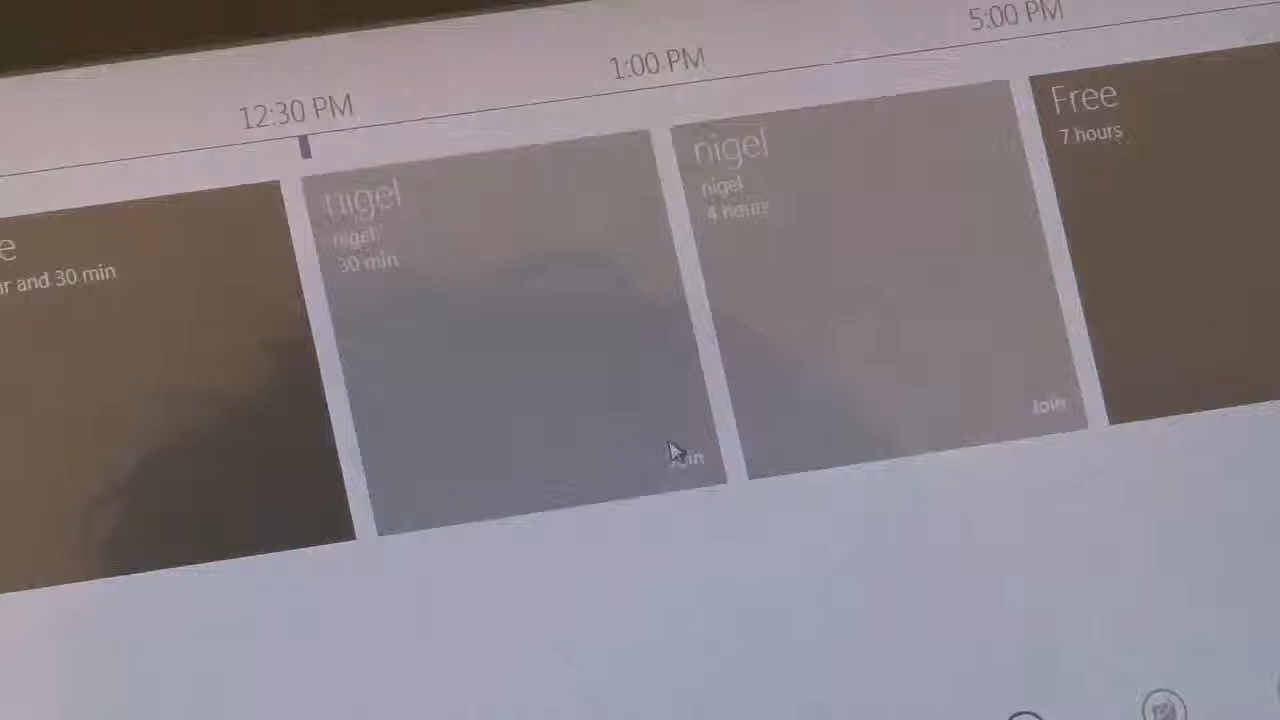 12:30 PM
1:00 PM
5:00 PM
e
r and 30 min
nigel
nigel
30 min
Join
nigel
nigel
4 hours
Join
Free
7 hours